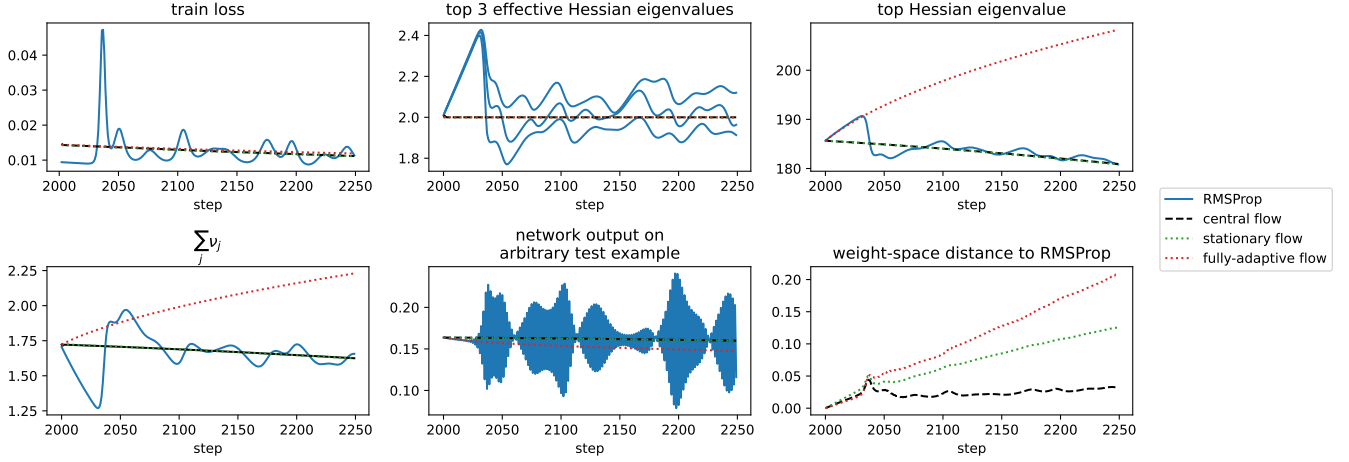 train loss
0.04
0.03
0.02
0.01
2000 2050 2100 2150 2200 2250
step
top 3 effective Hessian eigenvalues
2.4
2.2
2.0
1.8
2000 2050 2100 2150 2200 2250
step
top Hessian eigenvalue
200
190
180
2000 2050 2100 2150 2200 2250
step
∑ν_j
j
2.25
2.00
1.75
1.50
1.25
2000 2050 2100 2150 2200 2250
step
network output on
arbitrary test example
0.20
0.15
0.10
2000 2050 2100 2150 2200 2250
step
weight-space distance to RMSProp
0.20
0.15
0.10
0.05
0.00
2000 2050 2100 2150 2200 2250
step
RMSProp
central flow
stationary flow
fully-adaptive flow